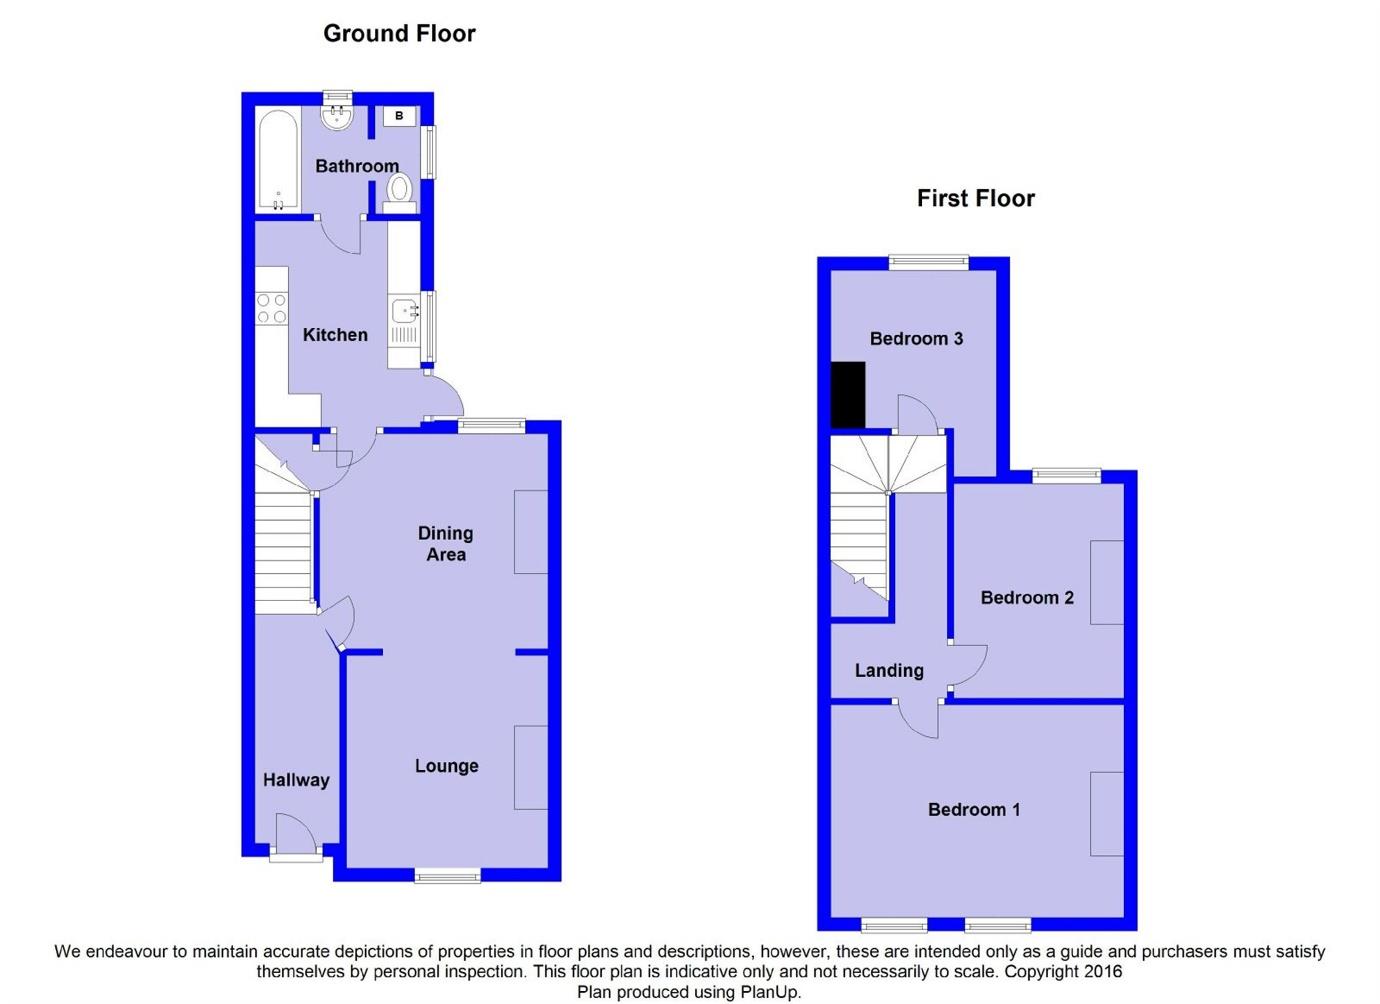 Ground Floor
B
Bathroom
First Floor
Kitchen
Bedroom 3
Dining
Area
Bedroom 2
Landing
Lounge
Hallway
Bedroom 1
We endeavour to maintain accurate depictions of properties in floor plans and descriptions, however, these are intended only as a guide and purchasers must satisfy
themselves by personal inspection. This floor plan is indicative only and not necessarily to scale. Copyright 2016
Plan produced using PlanUp.